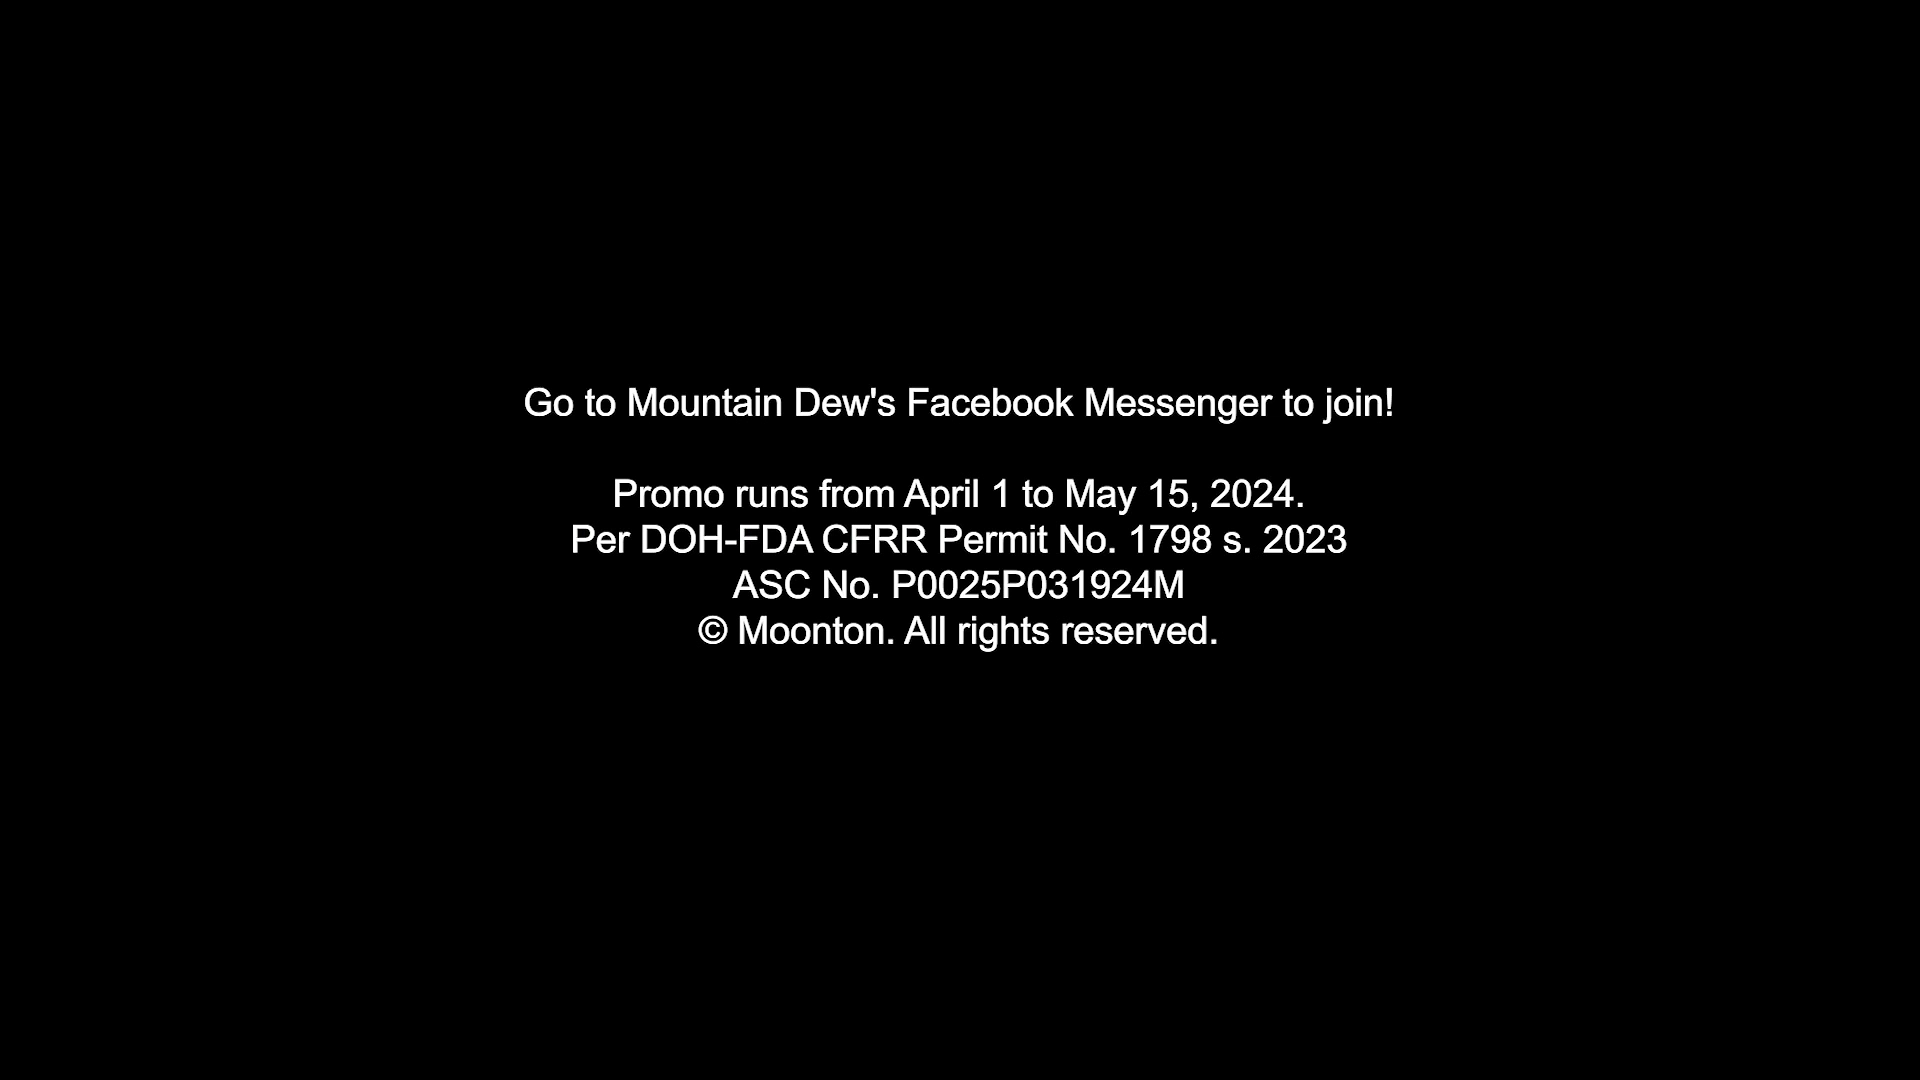 Go to Mountain Dew's Facebook Messenger to join!
Promo runs from April 1 to May 15, 2024.
Per DOH-FDA CFRR Permit No. 1798 s. 2023
ASC No. P0025P031924M
© Moonton. All rights reserved.